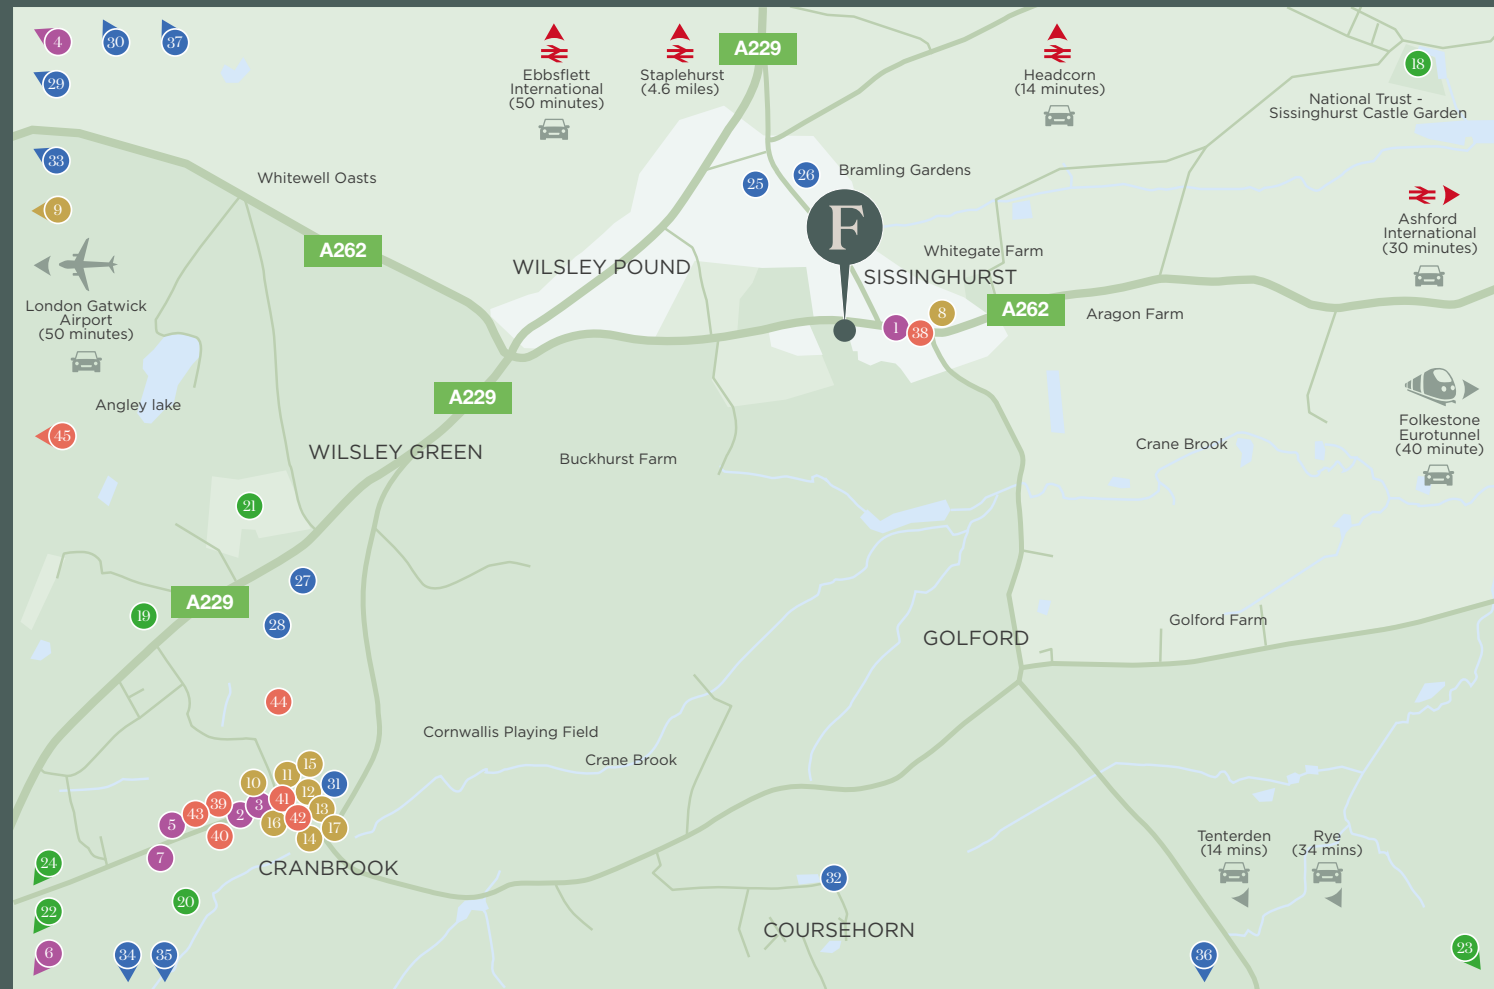 4
30
37
29
Ebbsflett
International
(50 minutes)
Staplehurst
(4.6 miles)
A229
Headcorn
(14 minutes)
18
National Trust -
Sissinghurst Castle Garden
33
Whitewell Oasts
25
26
Bramling Gardens
9
F
Ashford
International
(30 minutes)
A262
WILSLEY POUND
Whitegate Farm
SISSINGHURST
London Gatwick
Airport
(50 minutes)
1
38
8
A262
Aragon Farm
Angley lake
A229
Folkestone
Eurotunnel
(40 minute)
45
WILSLEY GREEN
Buckhurst Farm
Crane Brook
21
27
A229
19
28
GOLFORD
Golford Farm
44
Cornwallis Playing Field
Crane Brook
15
11
10
31
12
41
3
39
13
43
2
42
16
5
17
40
14
7
CRANBROOK
Tenterden
(14 mins)
Rye
(34 mins)
24
32
20
22
COURSEHORN
6
34
35
36
23